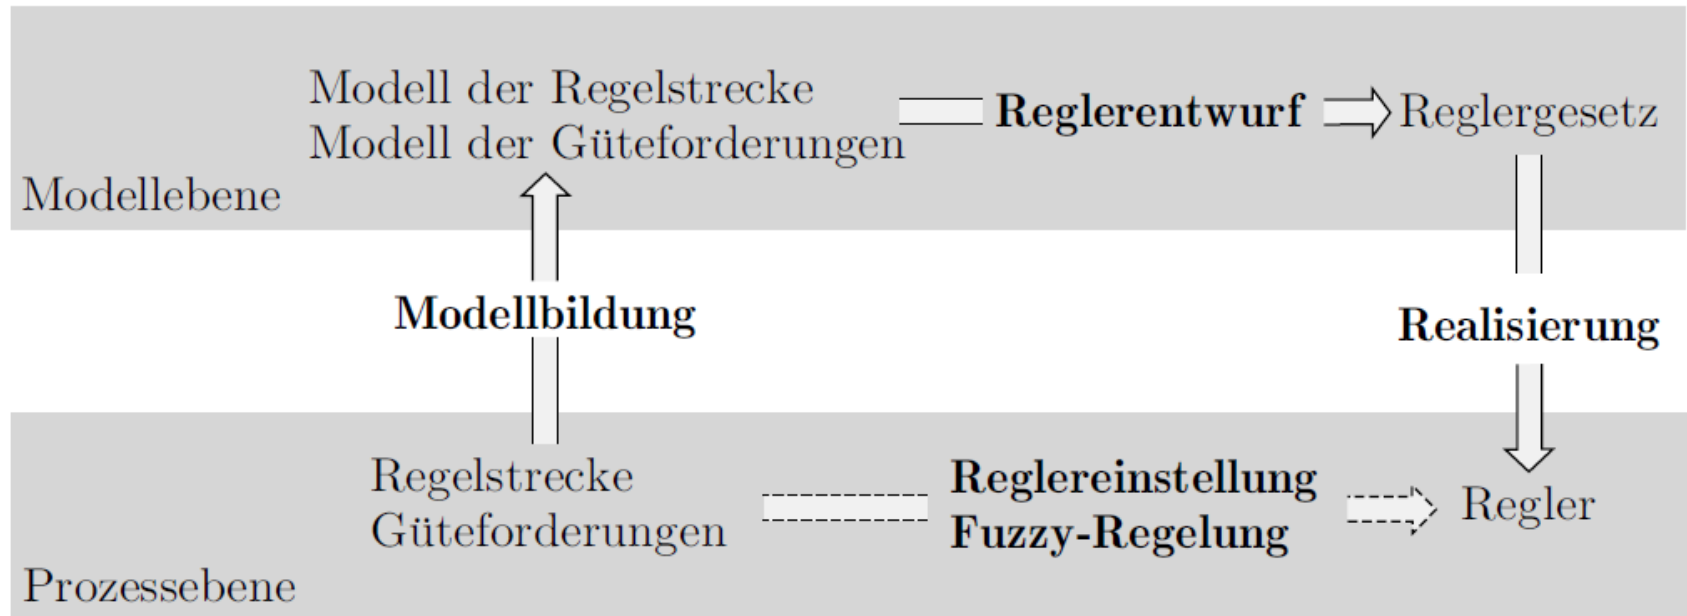 Modell der Regelstrecke
Modell der Güteforderungen
Reglerentwurf
Reglergesetz
Modellebene
Modellbildung
Realisierung
Regelstrecke
Güteforderungen
Reglereinstellung
Fuzzy-Regelung
Regler
Prozessebene